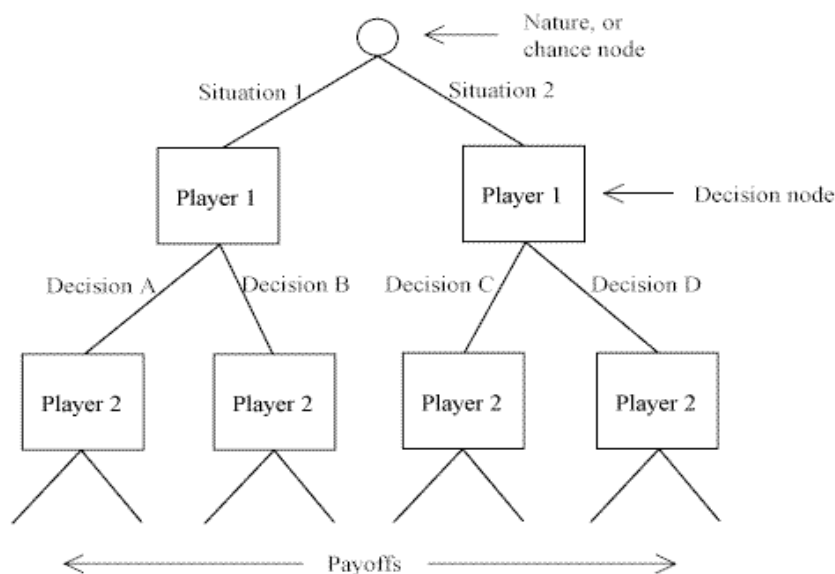 Nature, or
chance node
Situation 1
Situation 2
Player 1
Player 1
Decision node
Decision A
Decision B
Decision C
Decision D
Player 2
Player 2
Player 2
Player 2
Payoffs